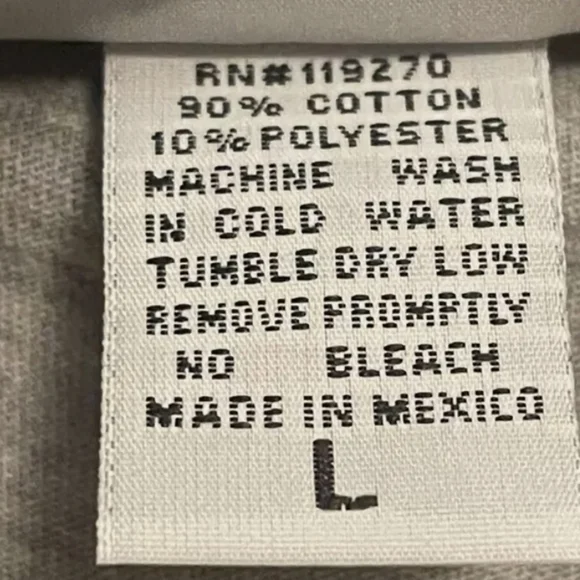 RN#119270
90% COTTON
10% POLYESTER
MACHINE WASH
IN COLD WATER
TUMBLE DRY LOW
REMOVE PROMPTLY
NO BLEACH
MADE IN MEXICO
L